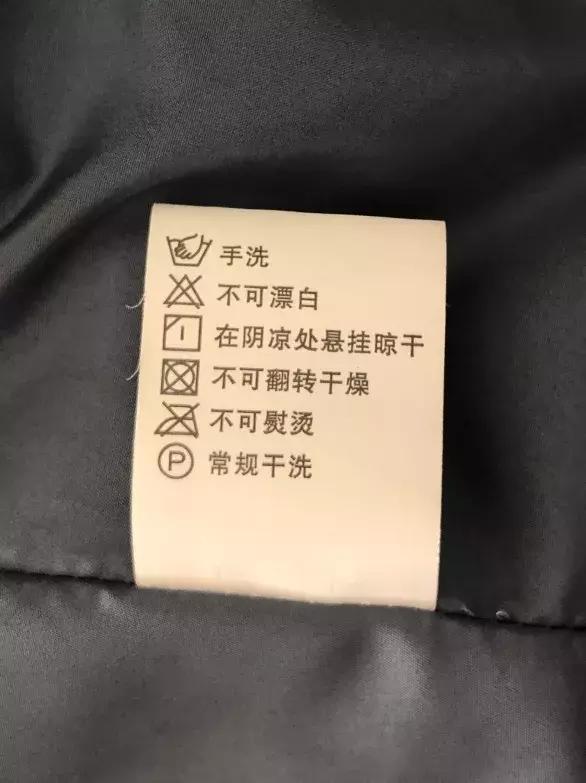 手洗
不可漂白
在阴凉处悬挂晾干
不可翻转干燥
不可熨烫
P 常规干洗